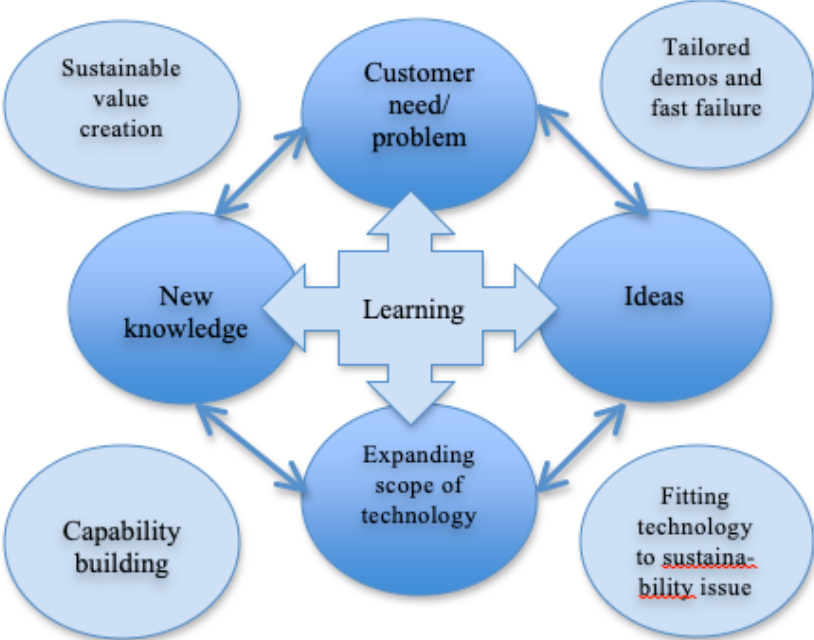 Sustainable
value
creation
Customer
need/
problem
Tailored
demos and
fast failure
New
knowledge
Learning
Ideas
Expanding
scope of
technology
Capability
building
Fitting
technology
to sustaina-
bility issue